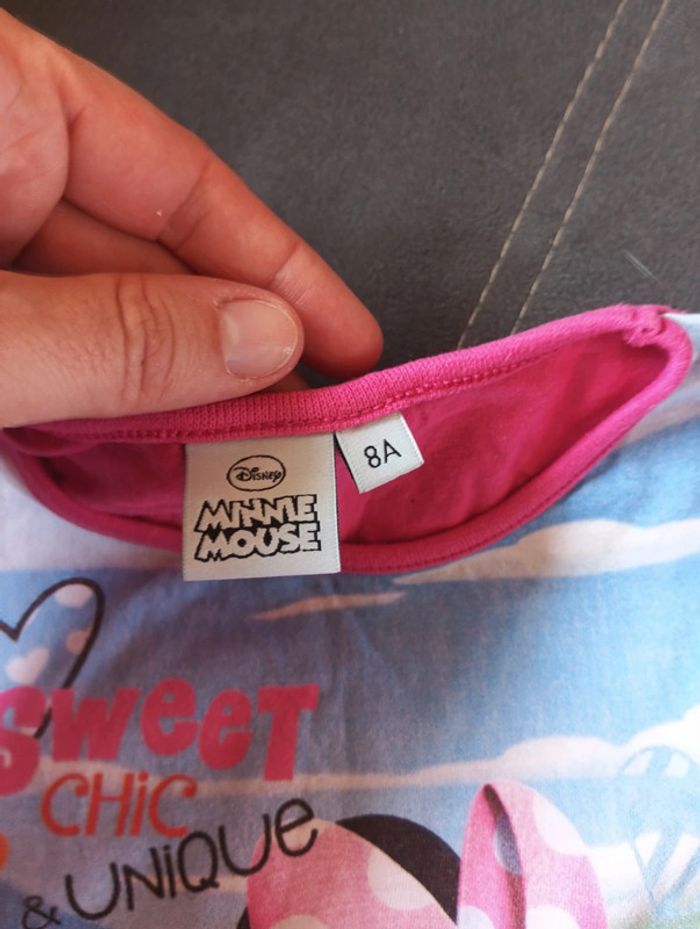 Disney
MINNIE
MOUSE
8A
SWeeT
CHiC
& UNiQUe